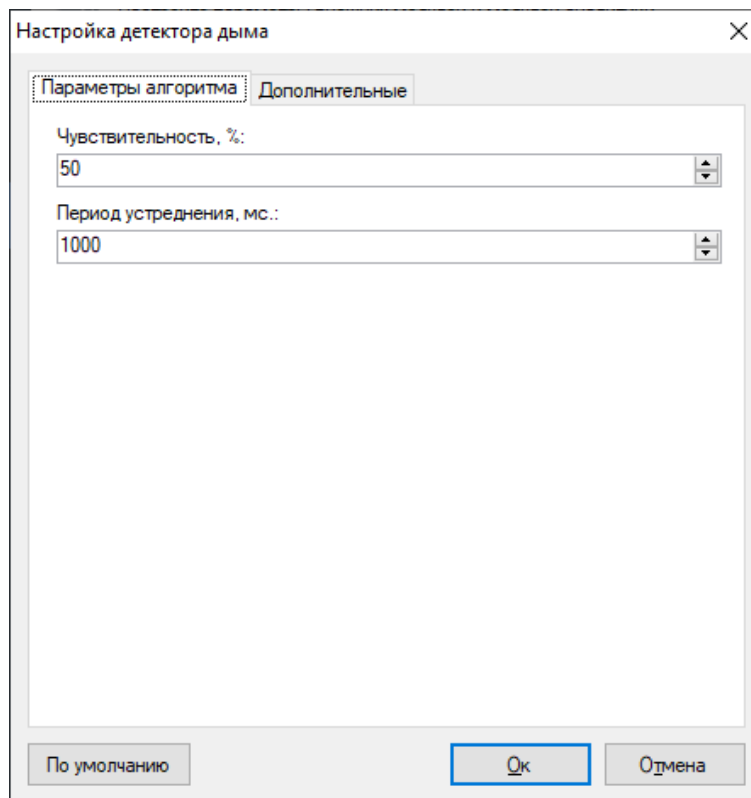 Настройка детектора дыма
Параметры алгоритма Дополнительные
Чувствительность, %:
50
Период устреднения, мс.:
1000
По умолчанию Ок Отмена